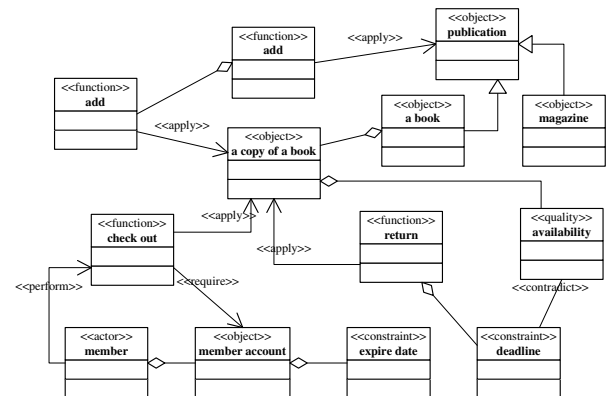 <<object>>
publication
<<function>>
add
<<apply>>
<<function>>
add
<<object>>
a book
<<object>>
magazine
<<apply>>
<<object>>
a copy of a book
<<function>>
check out
<<apply>>
<<function>>
return
<<quality>>
availability
<<apply>>
<<perform>>
<<require>>
<<contradict>>
<<actor>>
member
<<object>>
member account
<<constraint>>
expire date
<<constraint>>
deadline